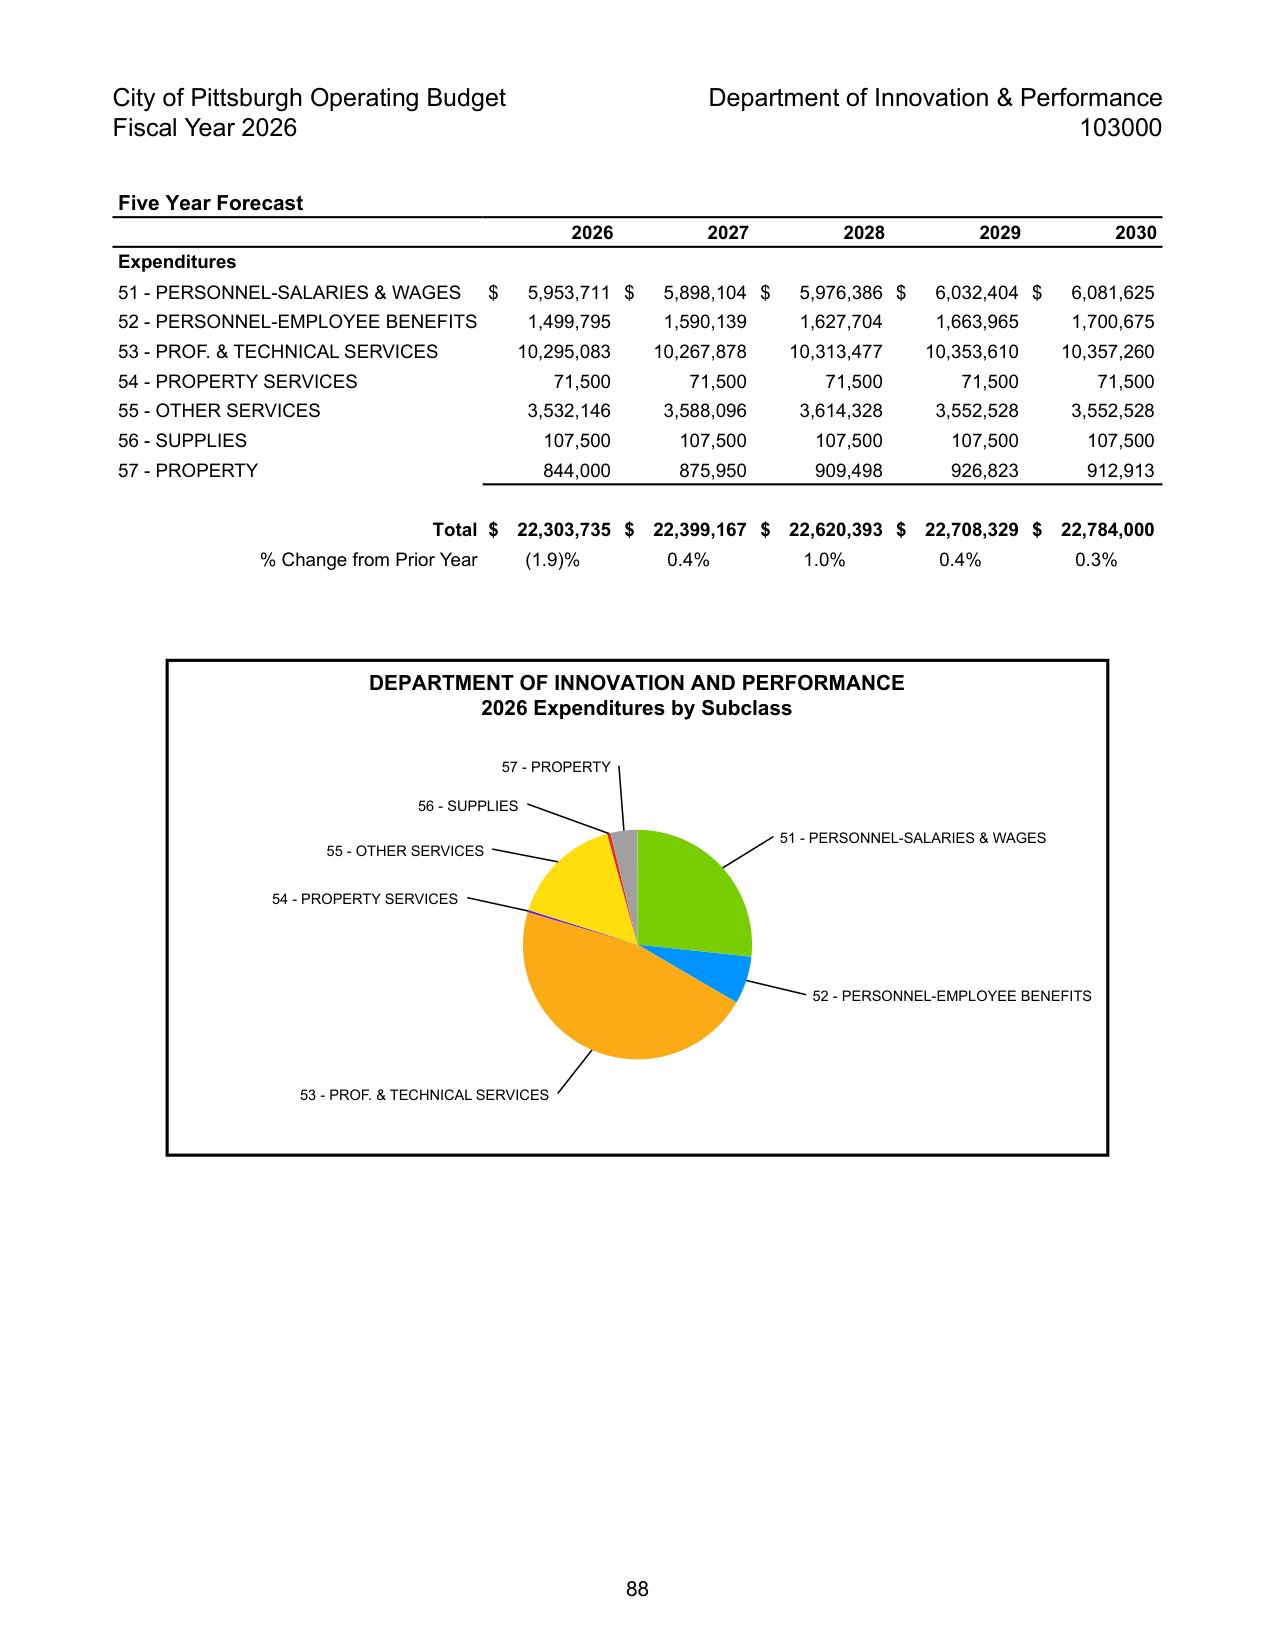 City of Pittsburgh Operating Budget Department of Innovation & Performance
Fiscal Year 2026 103000
Five Year Forecast
2026 2027 2028 2029 2030
Expenditures
51 - PERSONNEL-SALARIES & WAGES $ 5,953,711 $ 5,898,104 $ 5,976,386 $ 6,032,404 $ 6,081,625
52 - PERSONNEL-EMPLOYEE BENEFITS 1,499,795 1,590,139 1,627,704 1,663,965 1,700,675
53 - PROF. & TECHNICAL SERVICES 10,295,083 10,267,878 10,313,477 10,353,610 10,357,260
54 - PROPERTY SERVICES 71,500 71,500 71,500 71,500 71,500
55 - OTHER SERVICES 3,532,146 3,588,096 3,614,328 3,552,528 3,552,528
56 - SUPPLIES 107,500 107,500 107,500 107,500 107,500
57 - PROPERTY 844,000 875,950 909,498 926,823 912,913
Total $ 22,303,735 $ 22,399,167 $ 22,620,393 $ 22,708,329 $ 22,784,000
% Change from Prior Year (1.9)% 0.4% 1.0% 0.4% 0.3%
DEPARTMENT OF INNOVATION AND PERFORMANCE
2026 Expenditures by Subclass
57 - PROPERTY
56 - SUPPLIES
51 - PERSONNEL-SALARIES & WAGES
55 - OTHER SERVICES
54 - PROPERTY SERVICES
52 - PERSONNEL-EMPLOYEE BENEFITS
53 - PROF. & TECHNICAL SERVICES
88